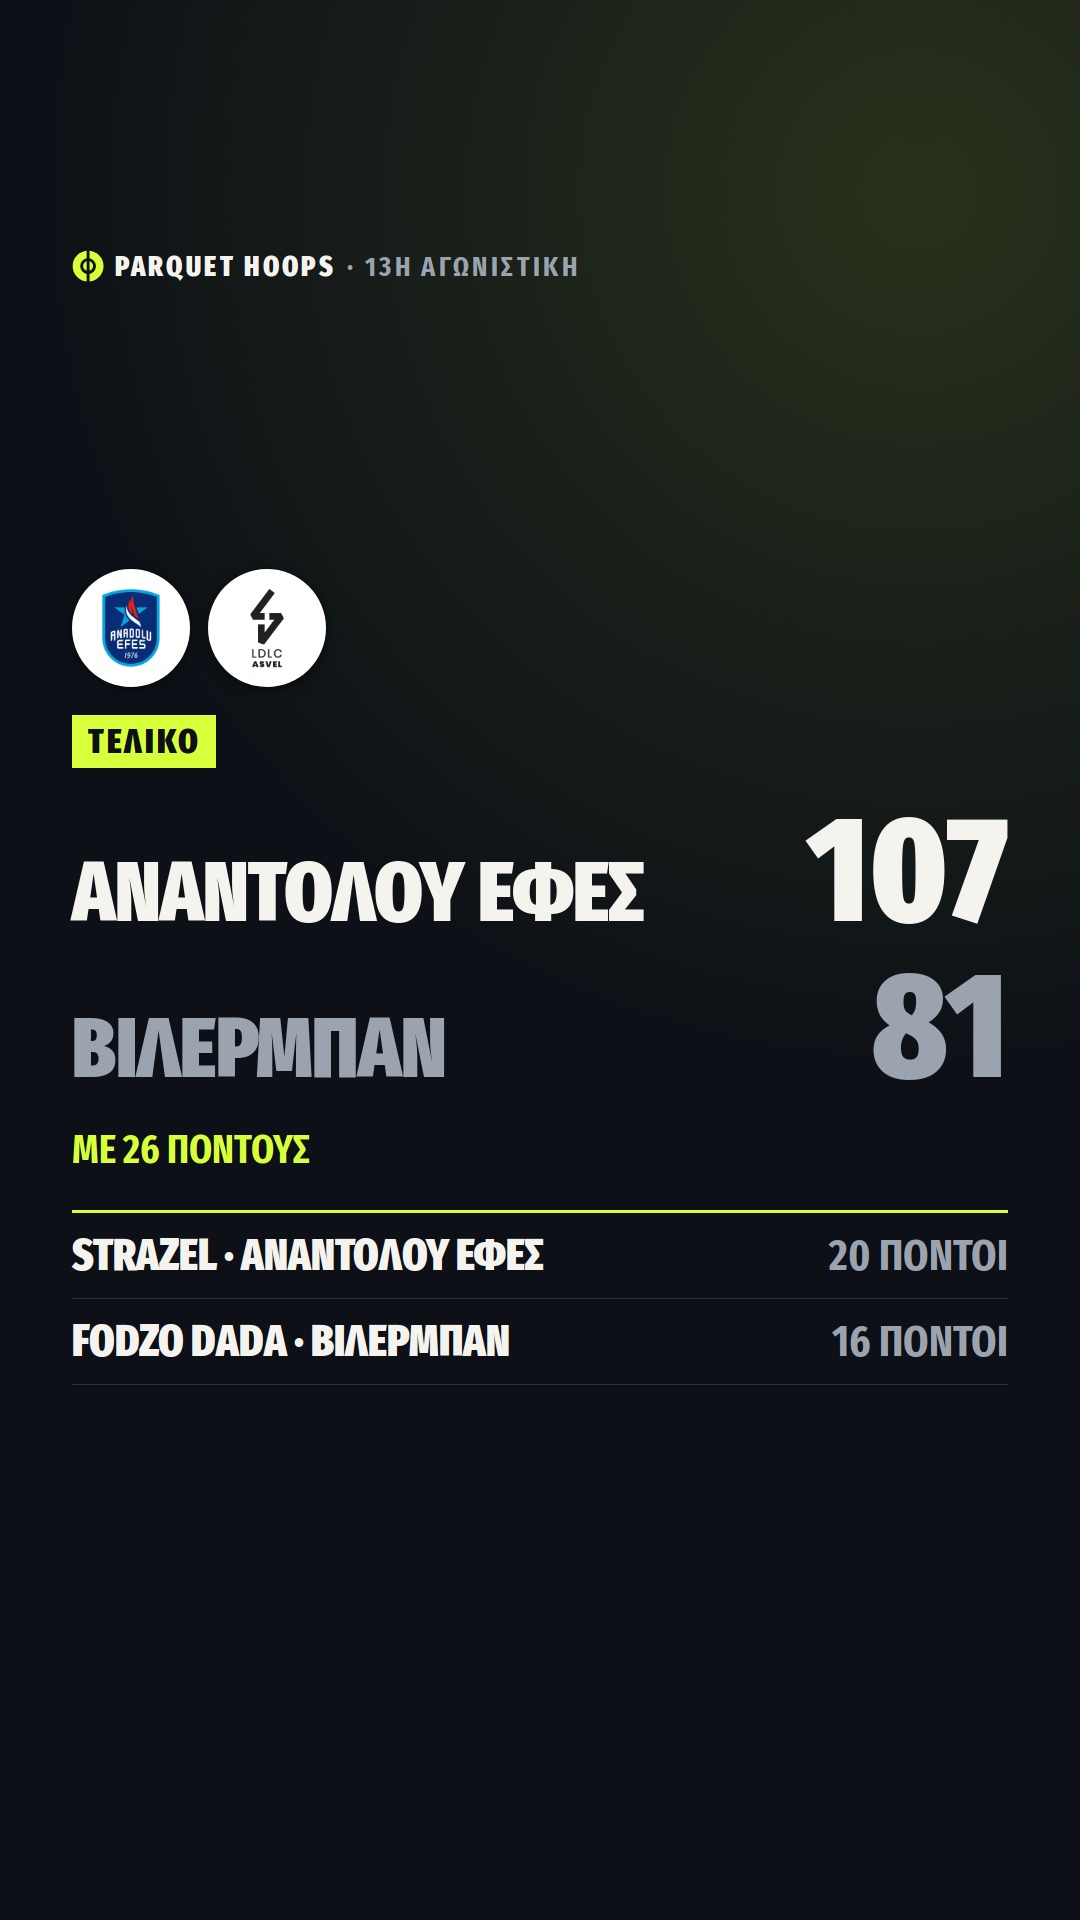 PARQUET HOOPS · 13Η ΑΓΩΝΙΣΤΙΚΗ
ANADOLU
EFES
1976
LDLC
ASVEL
ΤΕΛΙΚΟ
ΑΝΑΝΤΟΛΟΥ ΕΦΕΣ 107
ΒΙΛΕΡΜΠΑΝ 81
ΜΕ 26 ΠΟΝΤΟΥΣ
STRAZEL · ΑΝΑΝΤΟΛΟΥ ΕΦΕΣ 20 ΠΟΝΤΟΙ
FODZO DADA · ΒΙΛΕΡΜΠΑΝ 16 ΠΟΝΤΟΙ